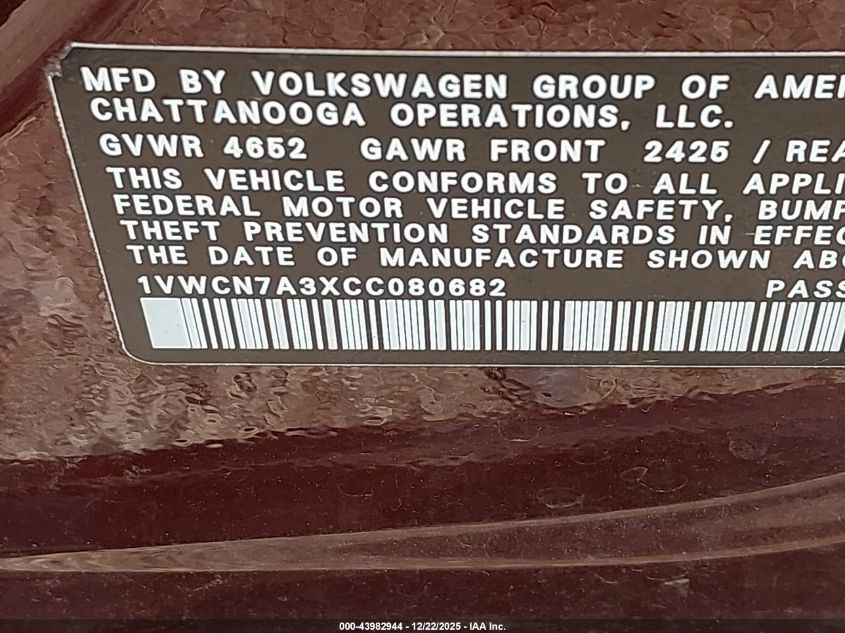 MFD BY VOLKSWAGEN GROUP OF AMER
CHATTANOOGA OPERATIONS, LLC.
GVWR 4652 GAWR FRONT 2425 / REA
THIS VEHICLE CONFORMS TO ALL APPLI
FEDERAL MOTOR VEHICLE SAFETY, BUMP
THEFT PREVENTION STANDARDS IN EFFEC
THE DATE OF MANUFACTURE SHOWN ABO
1VWCN7A3XCC080682 PASS
000-43982944 - 12/22/2025 - IAA Inc.